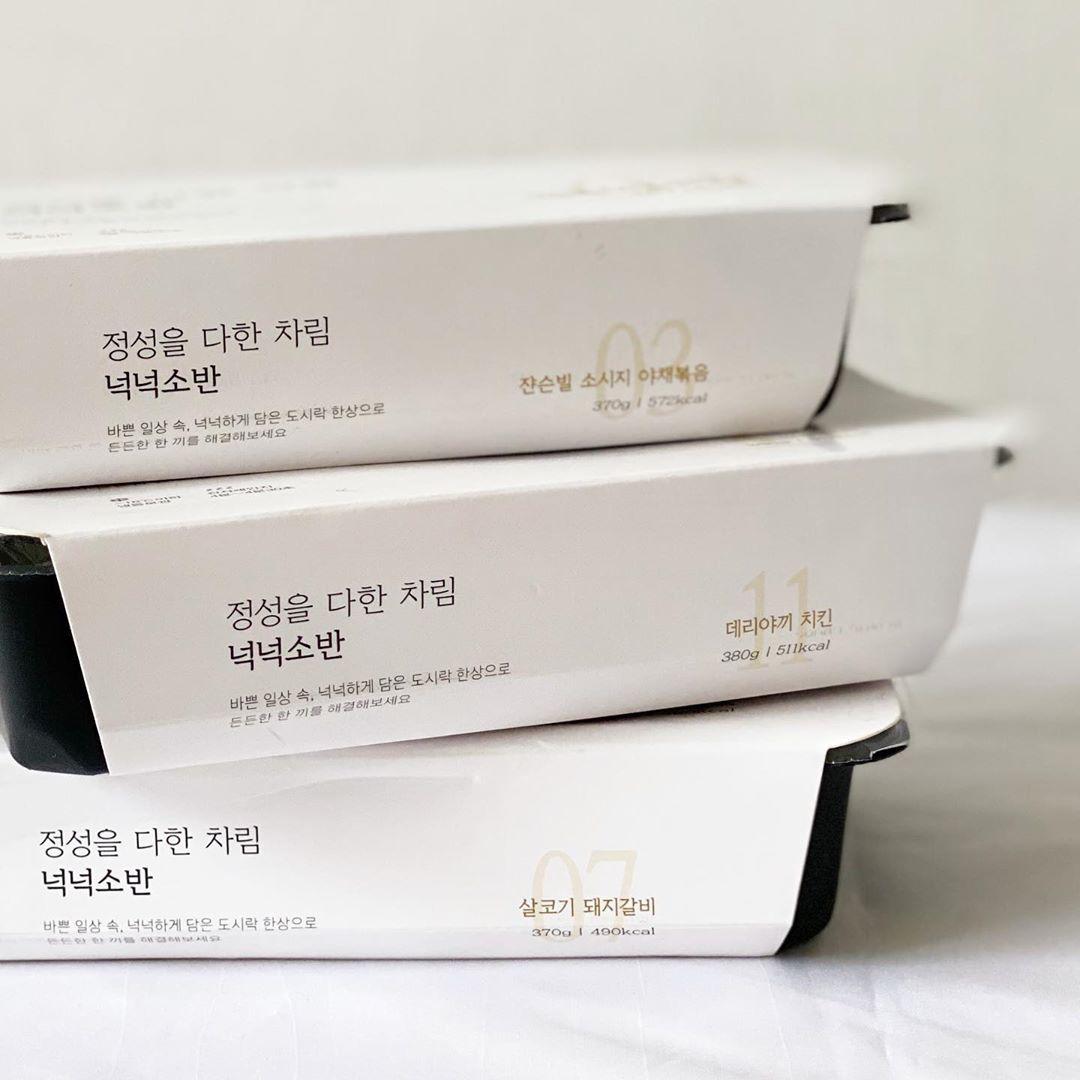 정성을 다한 차림
넉넉소반
바쁜 일상 속, 넉넉하게 담은 도시락 한상으로
든든한 한 끼를 해결해보세요
03
쟌슨빌 소시지 야채볶음
370g | 572kcal
정성을 다한 차림
넉넉소반
바쁜 일상 속, 넉넉하게 담은 도시락 한상으로
든든한 한 끼를 해결해보세요
11
데리야끼 치킨
380g | 511kcal
정성을 다한 차림
넉넉소반
바쁜 일상 속, 넉넉하게 담은 도시락 한상으로
든든한 한 끼를 해결해보세요
07
살코기 돼지갈비
370g | 490kcal